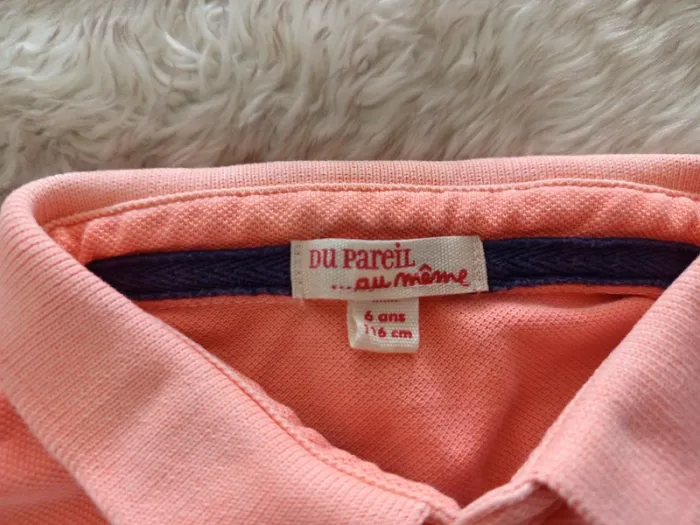 DU PAREIL
...au même
6 ans
116 cm